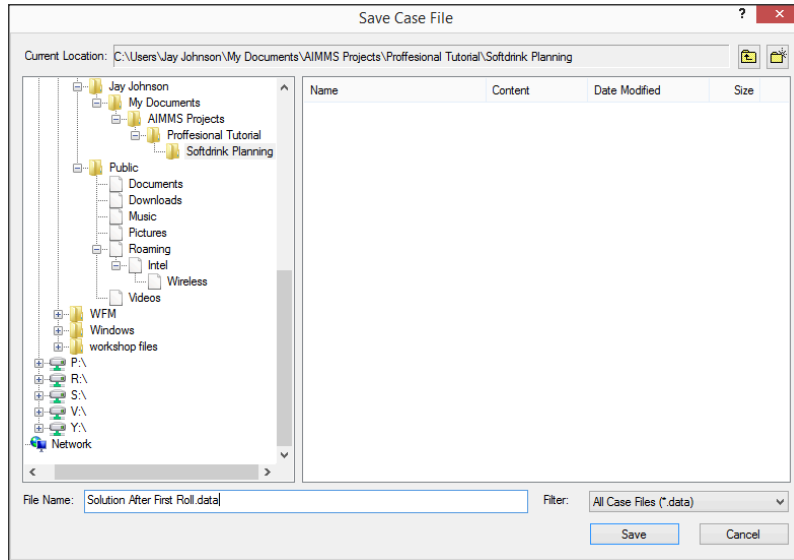 Save Case File
?
Current Location: C:\Users\Jay Johnson\My Documents\AIMMS Projects\Proffesional Tutorial\Softdrink Planning
Jay Johnson
My Documents
AIMMS Projects
Proffesional Tutorial
Softdrink Planning
Public
Documents
Downloads
Music
Pictures
Roaming
Intel
Wireless
Videos
WFM
Windows
workshop files
P:\
R:\
S:\
V:\
Y:\
Network
Name Content Date Modified Size
File Name: Solution After First Roll.data Filter: All Case Files (*.data)
Save Cancel